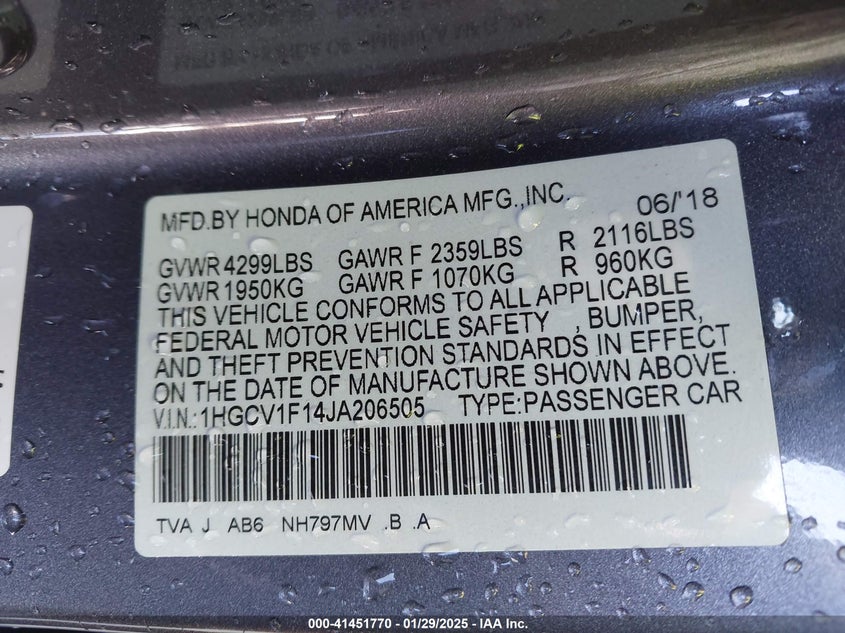 MFD.BY HONDA OF AMERICA MFG.,INC. 06/'18
GVWR 4299LBS GAWR F 2359LBS R 2116LBS
GVWR 1950KG GAWR F 1070KG R 960KG
THIS VEHICLE CONFORMS TO ALL APPLICABLE
FEDERAL MOTOR VEHICLE SAFETY , BUMPER,
AND THEFT PREVENTION STANDARDS IN EFFECT
ON THE DATE OF MANUFACTURE SHOWN ABOVE.
V.I.N.:1HGCV1F14JA206505 TYPE:PASSENGER CAR
TVA J AB6 NH797MV .B .A
000-41451770 - 01/29/2025 - IAA Inc.